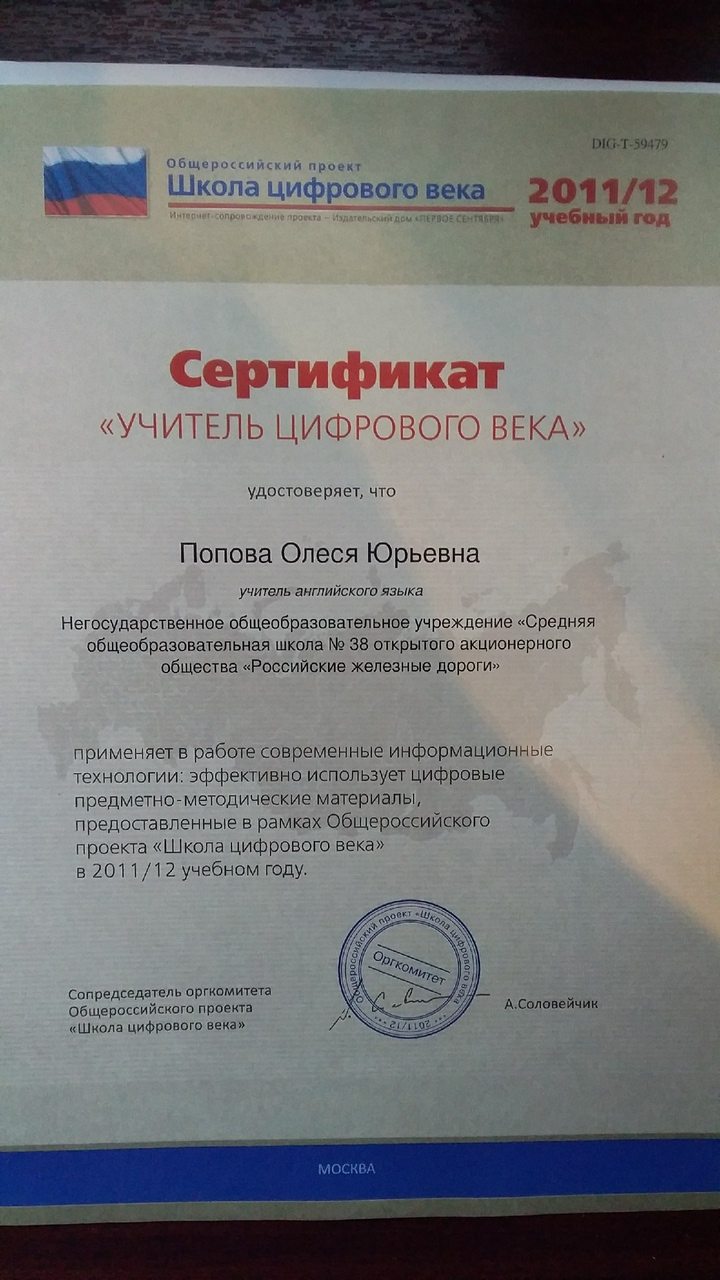 DIG-T-59479
Общероссийский проект
Школа цифрового века
Интернет-сопровождение проекта – Издательский дом «ПЕРВОЕ СЕНТЯБРЯ»
2011/12
учебный год
Сертификат
«УЧИТЕЛЬ ЦИФРОВОГО ВЕКА»
удостоверяет, что
Попова Олеся Юрьевна
учитель английского языка
Негосударственное общеобразовательное учреждение «Средняя
общеобразовательная школа № 38 открытого акционерного
общества «Российские железные дороги»
применяет в работе современные информационные
технологии: эффективно использует цифровые
предметно-методические материалы,
предоставленные в рамках Общероссийского
проекта «Школа цифрового века»
в 2011/12 учебном году.
Общероссийский проект «Школа цифрового века»
Оргкомитет
*** 2011/12 ***
Сопредседатель оргкомитета
Общероссийского проекта
«Школа цифрового века»
А.Соловейчик
МОСКВА